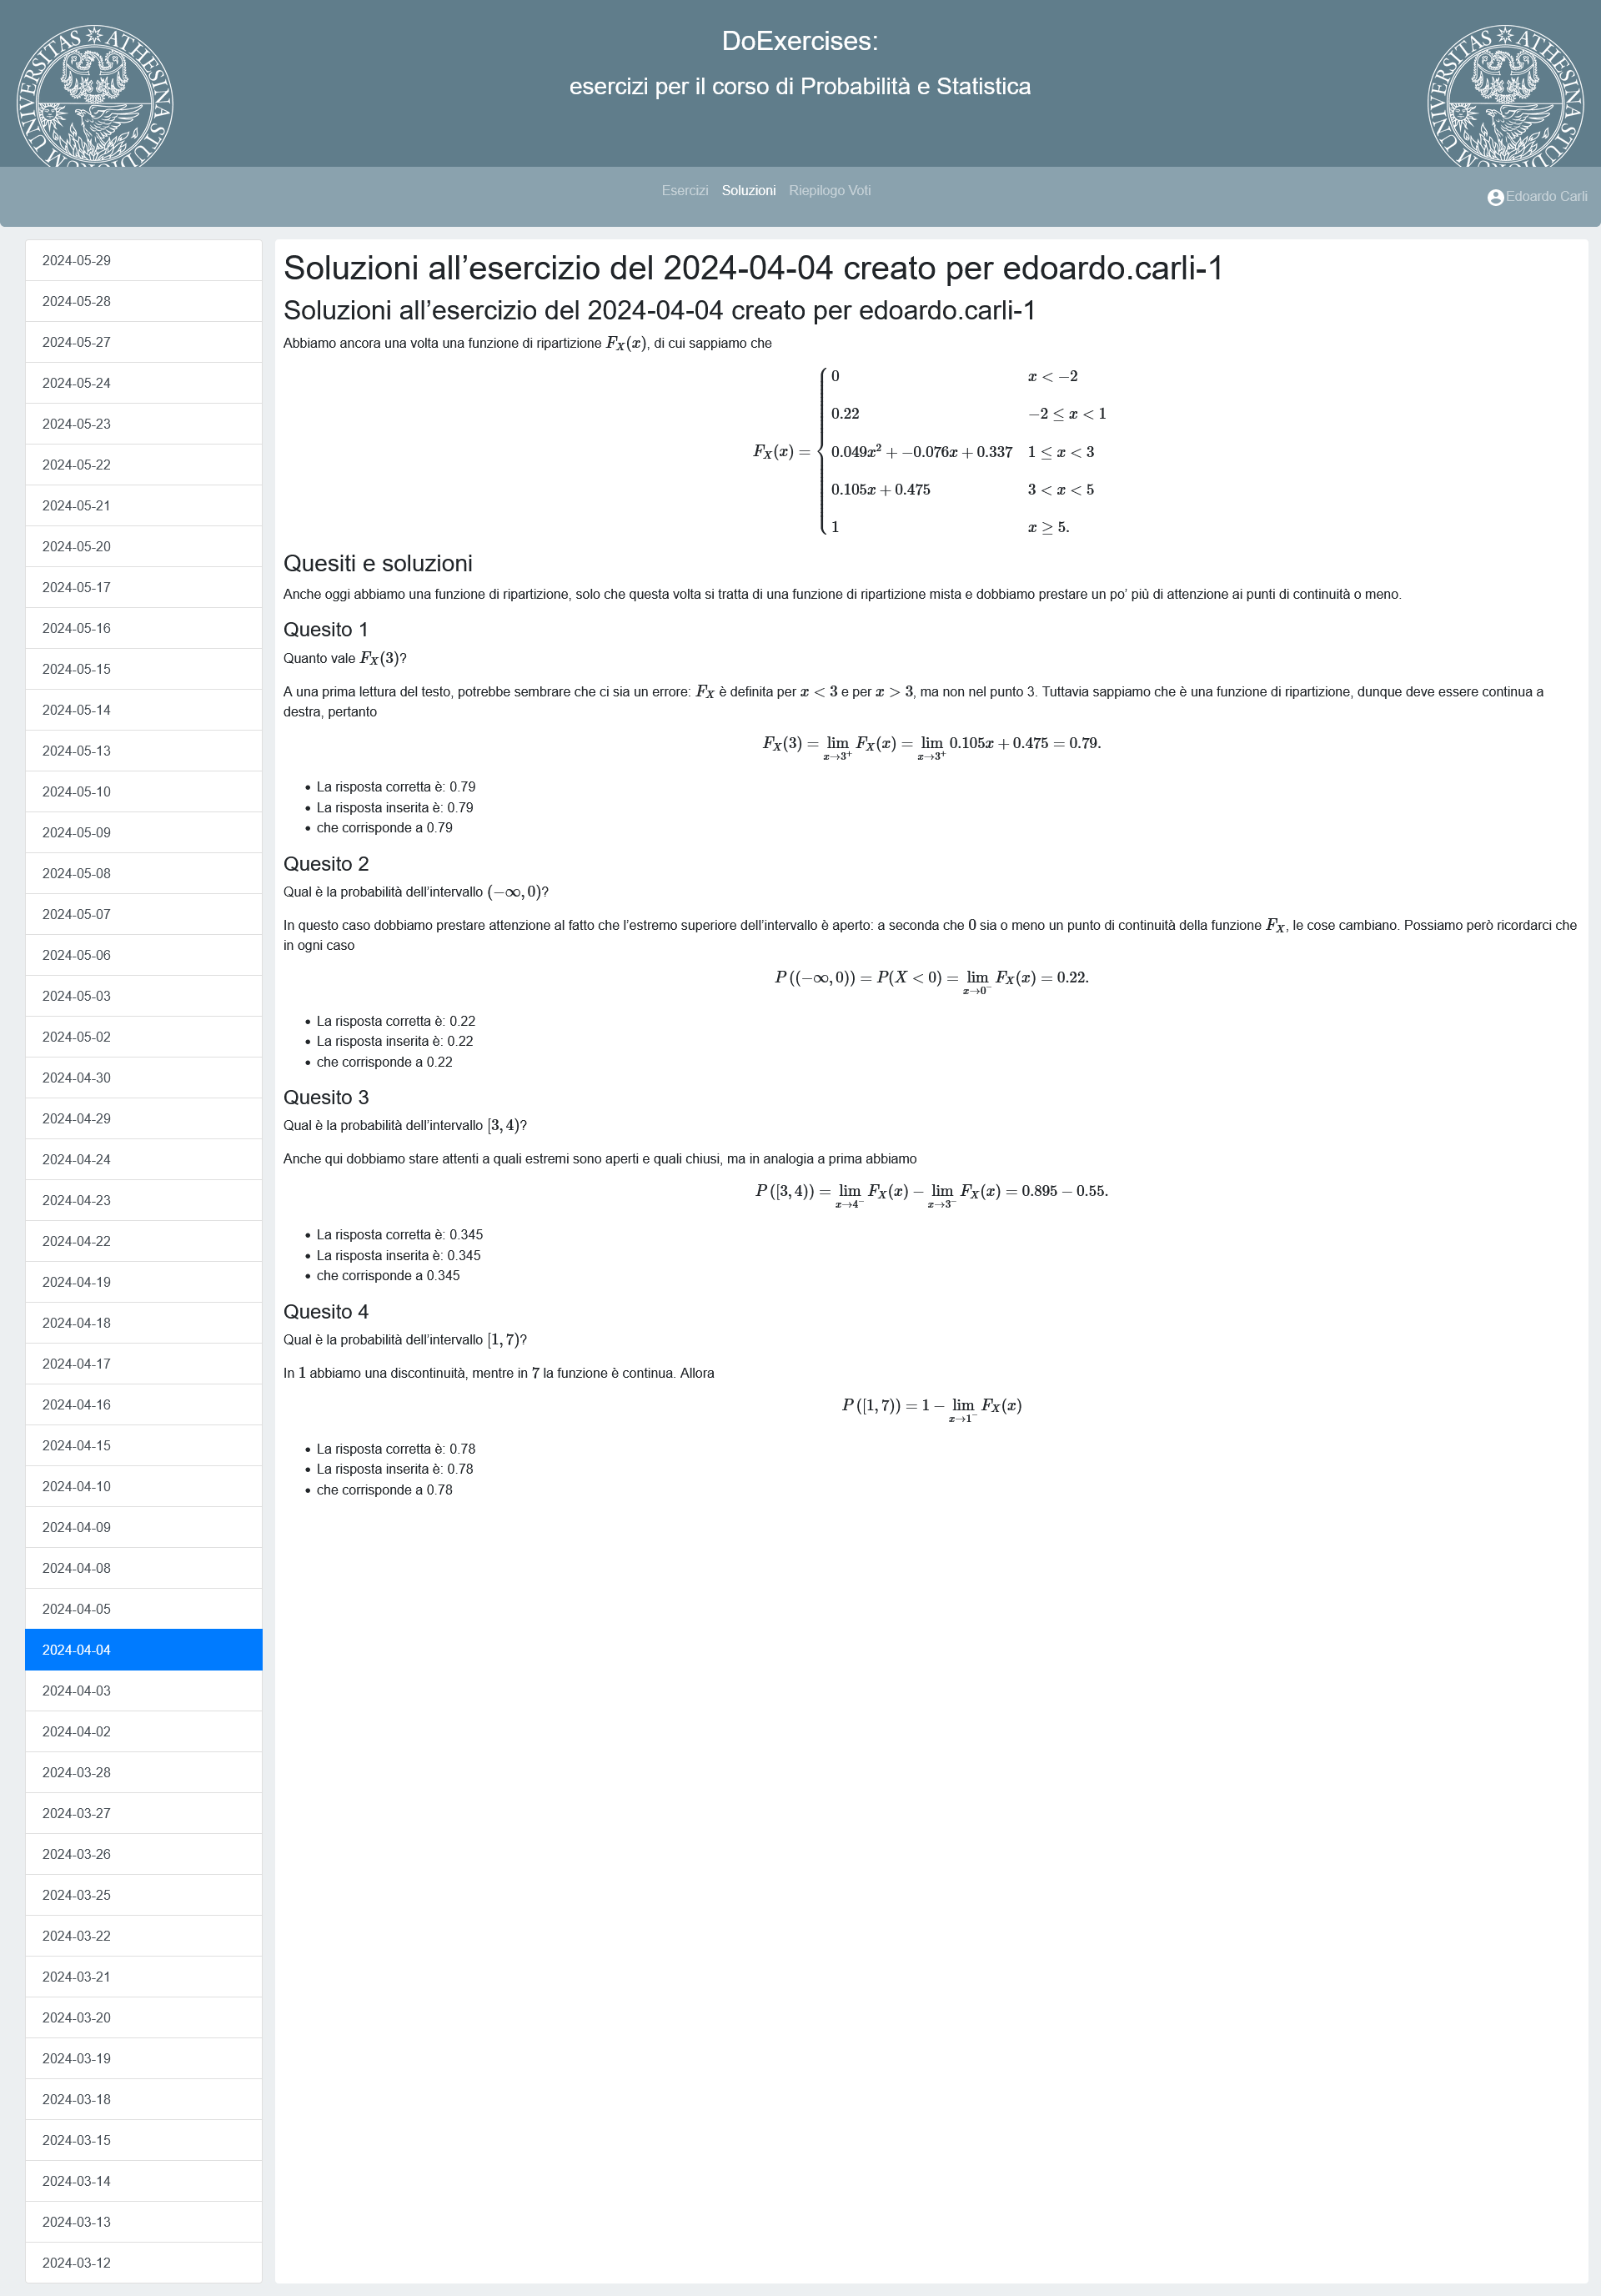 UNIVERSITAS ATHESINA STUDIORUM
DoExercises:
esercizi per il corso di Probabilità e Statistica
UNIVERSITAS ATHESINA STUDIORUM
Esercizi Soluzioni Riepilogo Voti
Edoardo Carli
2024-05-29
2024-05-28
2024-05-27
2024-05-24
2024-05-23
2024-05-22
2024-05-21
2024-05-20
2024-05-17
2024-05-16
2024-05-15
2024-05-14
2024-05-13
2024-05-10
2024-05-09
2024-05-08
2024-05-07
2024-05-06
2024-05-03
2024-05-02
2024-04-30
2024-04-29
2024-04-24
2024-04-23
2024-04-22
2024-04-19
2024-04-18
2024-04-17
2024-04-16
2024-04-15
2024-04-10
2024-04-09
2024-04-08
2024-04-05
2024-04-04
2024-04-03
2024-04-02
2024-03-28
2024-03-27
2024-03-26
2024-03-25
2024-03-22
2024-03-21
2024-03-20
2024-03-19
2024-03-18
2024-03-15
2024-03-14
2024-03-13
2024-03-12
Soluzioni all’esercizio del 2024-04-04 creato per edoardo.carli-1
Soluzioni all’esercizio del 2024-04-04 creato per edoardo.carli-1
Abbiamo ancora una volta una funzione di ripartizione F_X(x), di cui sappiamo che
F_X(x) = {
0 x < −2
0.22 −2 ≤ x < 1
0.049x² + −0.076x + 0.337 1 ≤ x < 3
0.105x + 0.475 3 < x < 5
1 x ≥ 5.
Quesiti e soluzioni
Anche oggi abbiamo una funzione di ripartizione, solo che questa volta si tratta di una funzione di ripartizione mista e dobbiamo prestare un po’ più di attenzione ai punti di continuità o meno.
Quesito 1
Quanto vale F_X(3)?
A una prima lettura del testo, potrebbe sembrare che ci sia un errore: F_X è definita per x < 3 e per x > 3, ma non nel punto 3. Tuttavia sappiamo che è una funzione di ripartizione, dunque deve essere continua a
destra, pertanto
F_X(3) = lim_{x→3⁺} F_X(x) = lim_{x→3⁺} 0.105x + 0.475 = 0.79.
• La risposta corretta è: 0.79
• La risposta inserita è: 0.79
• che corrisponde a 0.79
Quesito 2
Qual è la probabilità dell’intervallo (−∞, 0)?
In questo caso dobbiamo prestare attenzione al fatto che l’estremo superiore dell’intervallo è aperto: a seconda che 0 sia o meno un punto di continuità della funzione F_X, le cose cambiano. Possiamo però ricordarci che
in ogni caso
P ((−∞, 0)) = P(X < 0) = lim_{x→0⁻} F_X(x) = 0.22.
• La risposta corretta è: 0.22
• La risposta inserita è: 0.22
• che corrisponde a 0.22
Quesito 3
Qual è la probabilità dell’intervallo [3, 4)?
Anche qui dobbiamo stare attenti a quali estremi sono aperti e quali chiusi, ma in analogia a prima abbiamo
P ([3, 4)) = lim_{x→4⁻} F_X(x) − lim_{x→3⁻} F_X(x) = 0.895 − 0.55.
• La risposta corretta è: 0.345
• La risposta inserita è: 0.345
• che corrisponde a 0.345
Quesito 4
Qual è la probabilità dell’intervallo [1, 7)?
In 1 abbiamo una discontinuità, mentre in 7 la funzione è continua. Allora
P ([1, 7)) = 1 − lim_{x→1⁻} F_X(x)
• La risposta corretta è: 0.78
• La risposta inserita è: 0.78
• che corrisponde a 0.78